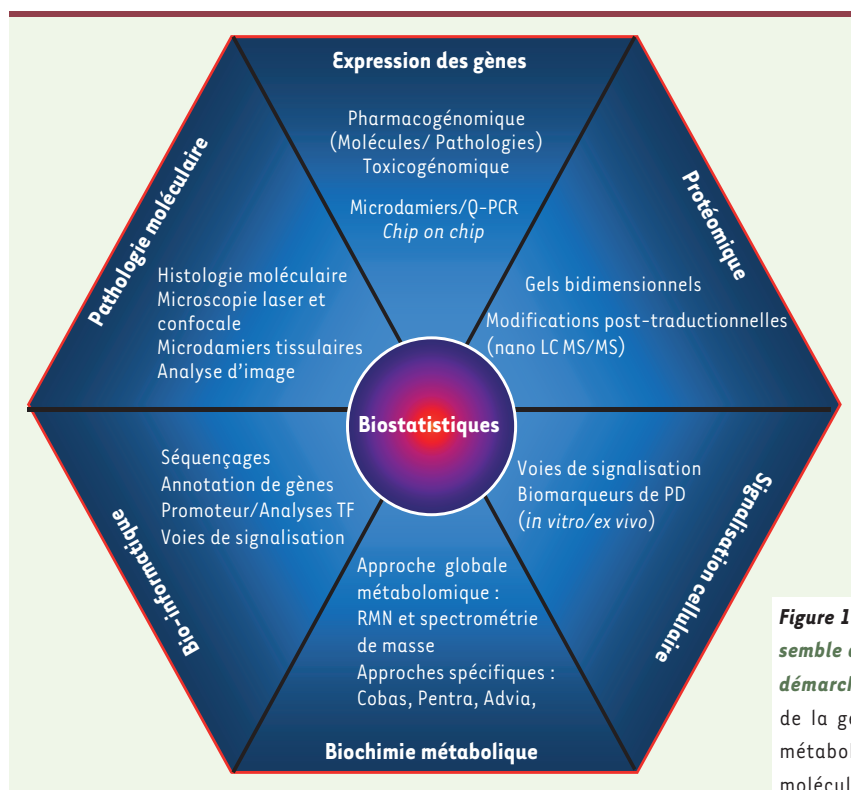 Expression des gènes
Pharmacogénomique
(Molécules/ Pathologies)
Toxicogénomique
Microdamiers/Q-PCR
Chip on chip
Protéomique
Gels bidimensionnels
Modifications post-traductionnelles
(nano LC MS/MS)
Signalisation cellulaire
Voies de signalisation
Biomarqueurs de PD
(in vitro/ex vivo)
Biochimie métabolique
Approche globale
métabolomique :
RMN et spectrométrie
de masse
Approches spécifiques :
Cobas, Pentra, Advia,
Bio-informatique
Séquençages
Annotation de gènes
Promoteur/Analyses TF
Voies de signalisation
Pathologie moléculaire
Histologie moléculaire
Microscopie laser et
confocale
Microdamiers tissulaires
Analyse d'image
Biostatistiques
Figure 1
semble
démarch
de la g
métabol
molécul